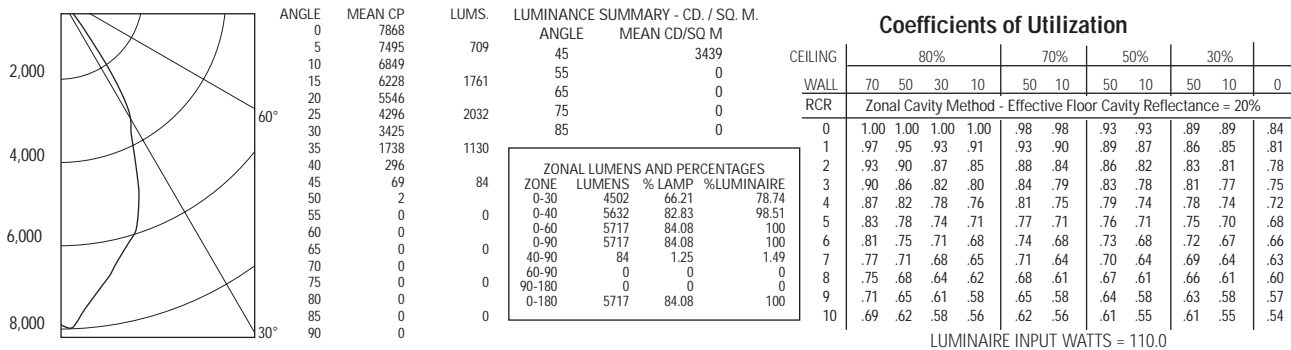 2,000
4,000
6,000
8,000
60°
30°
ANGLE MEAN CP LUMS.
0 7868
5 7495 709
10 6849
15 6228 1761
20 5546
25 4296 2032
30 3425
35 1738 1130
40 296
45 69 84
50 2
55 0 0
60 0
65 0 0
70 0
75 0 0
80 0
85 0 0
90 0
LUMINANCE SUMMARY - CD. / SQ. M.
ANGLE MEAN CD/SQ M
45 3439
55 0
65 0
75 0
85 0
ZONAL LUMENS AND PERCENTAGES
ZONE LUMENS % LAMP %LUMINAIRE
0-30 4502 66.21 78.74
0-40 5632 82.83 98.51
0-60 5717 84.08 100
0-90 5717 84.08 100
40-90 84 1.25 1.49
60-90 0 0 0
90-180 0 0 0
0-180 5717 84.08 100
Coefficients of Utilization
CEILING 80% 70% 50% 30%
WALL 70 50 30 10 50 10 50 10 50 10 0
RCR Zonal Cavity Method - Effective Floor Cavity Reflectance = 20%
0 1.00 1.00 1.00 1.00 .98 .98 .93 .93 .89 .89 .84
1 .97 .95 .93 .91 .93 .90 .89 .87 .86 .85 .81
2 .93 .90 .87 .85 .88 .84 .86 .82 .83 .81 .78
3 .90 .86 .82 .80 .84 .79 .83 .78 .81 .77 .75
4 .87 .82 .78 .76 .81 .75 .79 .74 .78 .74 .72
5 .83 .78 .74 .71 .77 .71 .76 .71 .75 .70 .68
6 .81 .75 .71 .68 .74 .68 .73 .68 .72 .67 .66
7 .77 .71 .68 .65 .71 .64 .70 .64 .69 .64 .63
8 .75 .68 .64 .62 .68 .61 .67 .61 .66 .61 .60
9 .71 .65 .61 .58 .65 .58 .64 .58 .63 .58 .57
10 .69 .62 .58 .56 .62 .56 .61 .55 .61 .55 .54
LUMINAIRE INPUT WATTS = 110.0